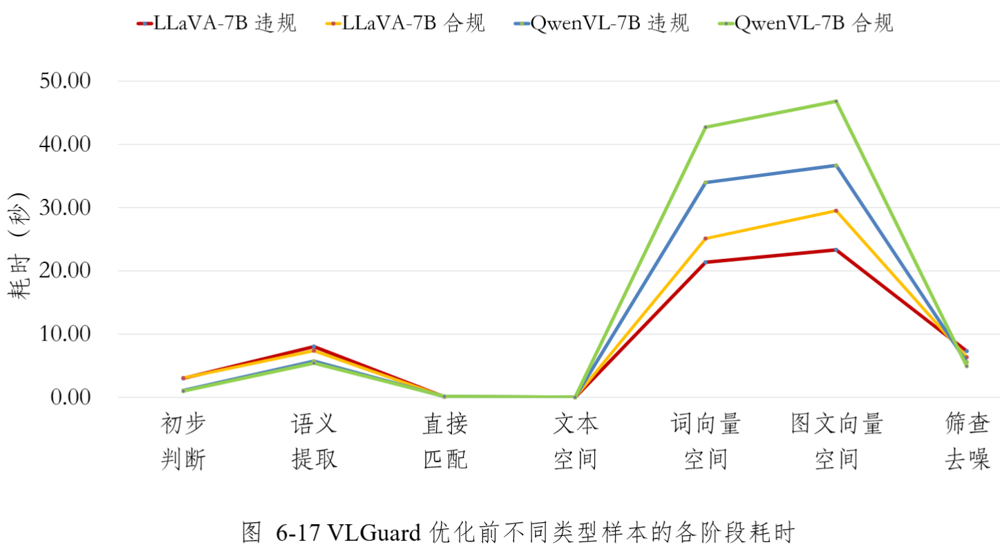 LLaVA-7B 违规 LLaVA-7B 合规 QwenVL-7B 违规 QwenVL-7B 合规
50.00
40.00
30.00
20.00
10.00
0.00
耗时（秒）
初步 语义 直接 文本 词向量 图文向量 筛查
判断 提取 匹配 空间 空间 空间 去噪
图 6-17 VLGuard 优化前不同类型样本的各阶段耗时